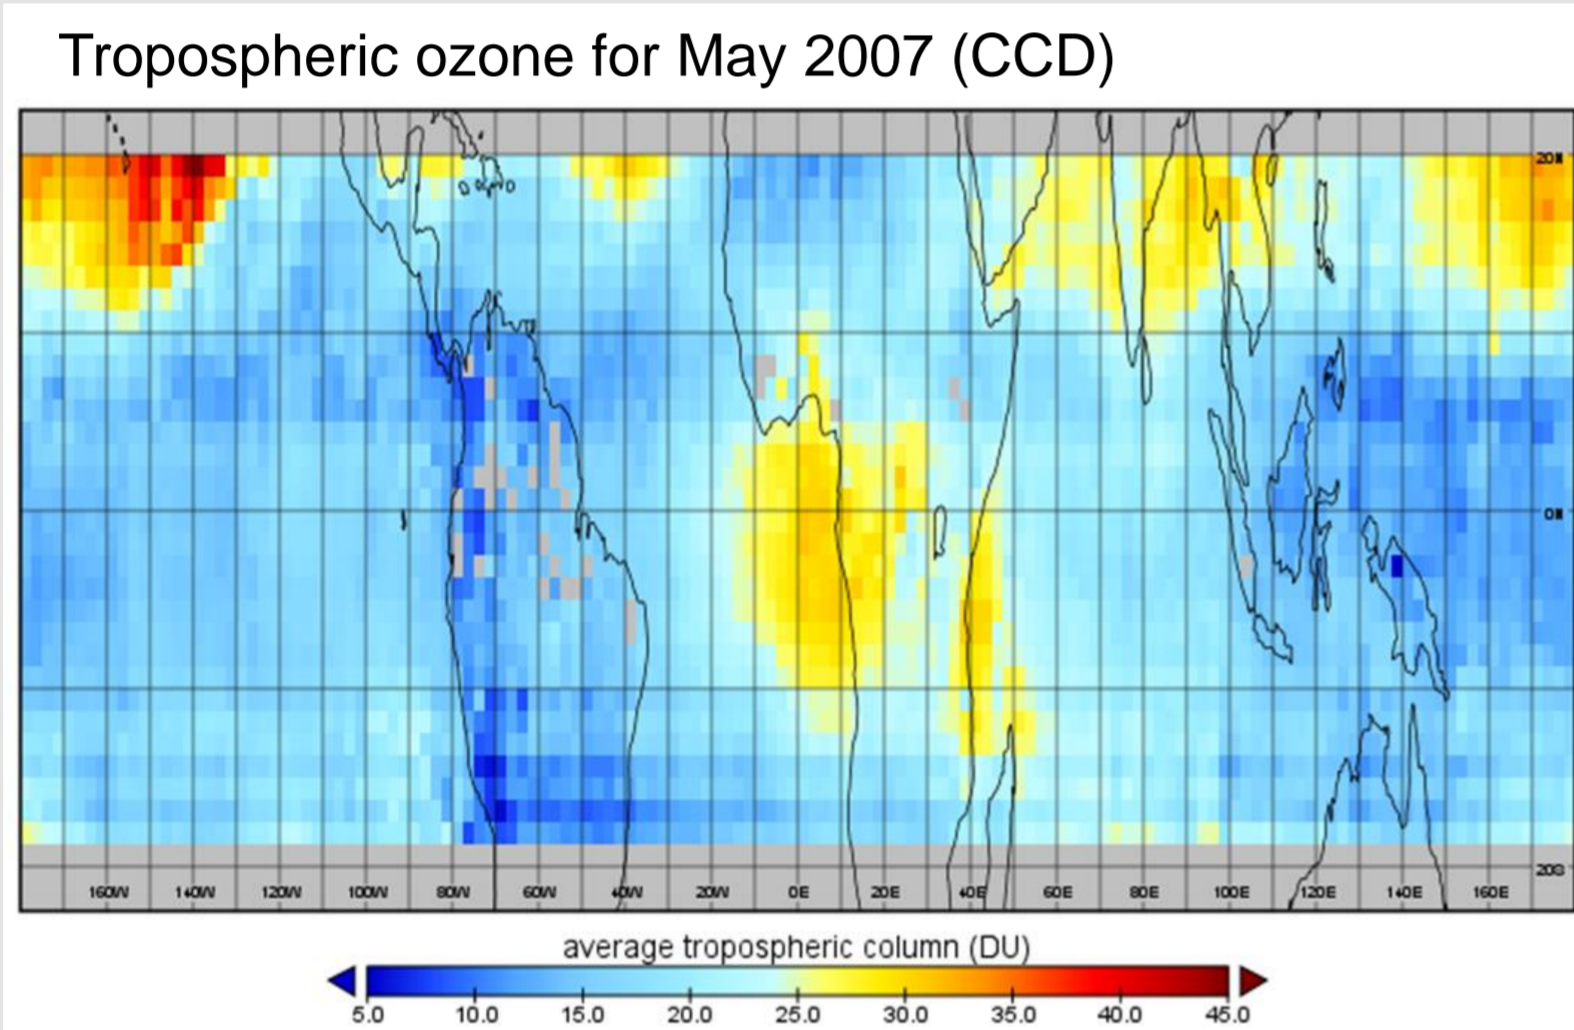 Tropospheric ozone for May 2007 (CCD)
20N
0N
20S
160W 140W 120W 100W 80W 60W 40W 20W 0E 20E 40E 60E 80E 100E 120E 140E 160E
average tropospheric column (DU)
5.0 10.0 15.0 20.0 25.0 30.0 35.0 40.0 45.0